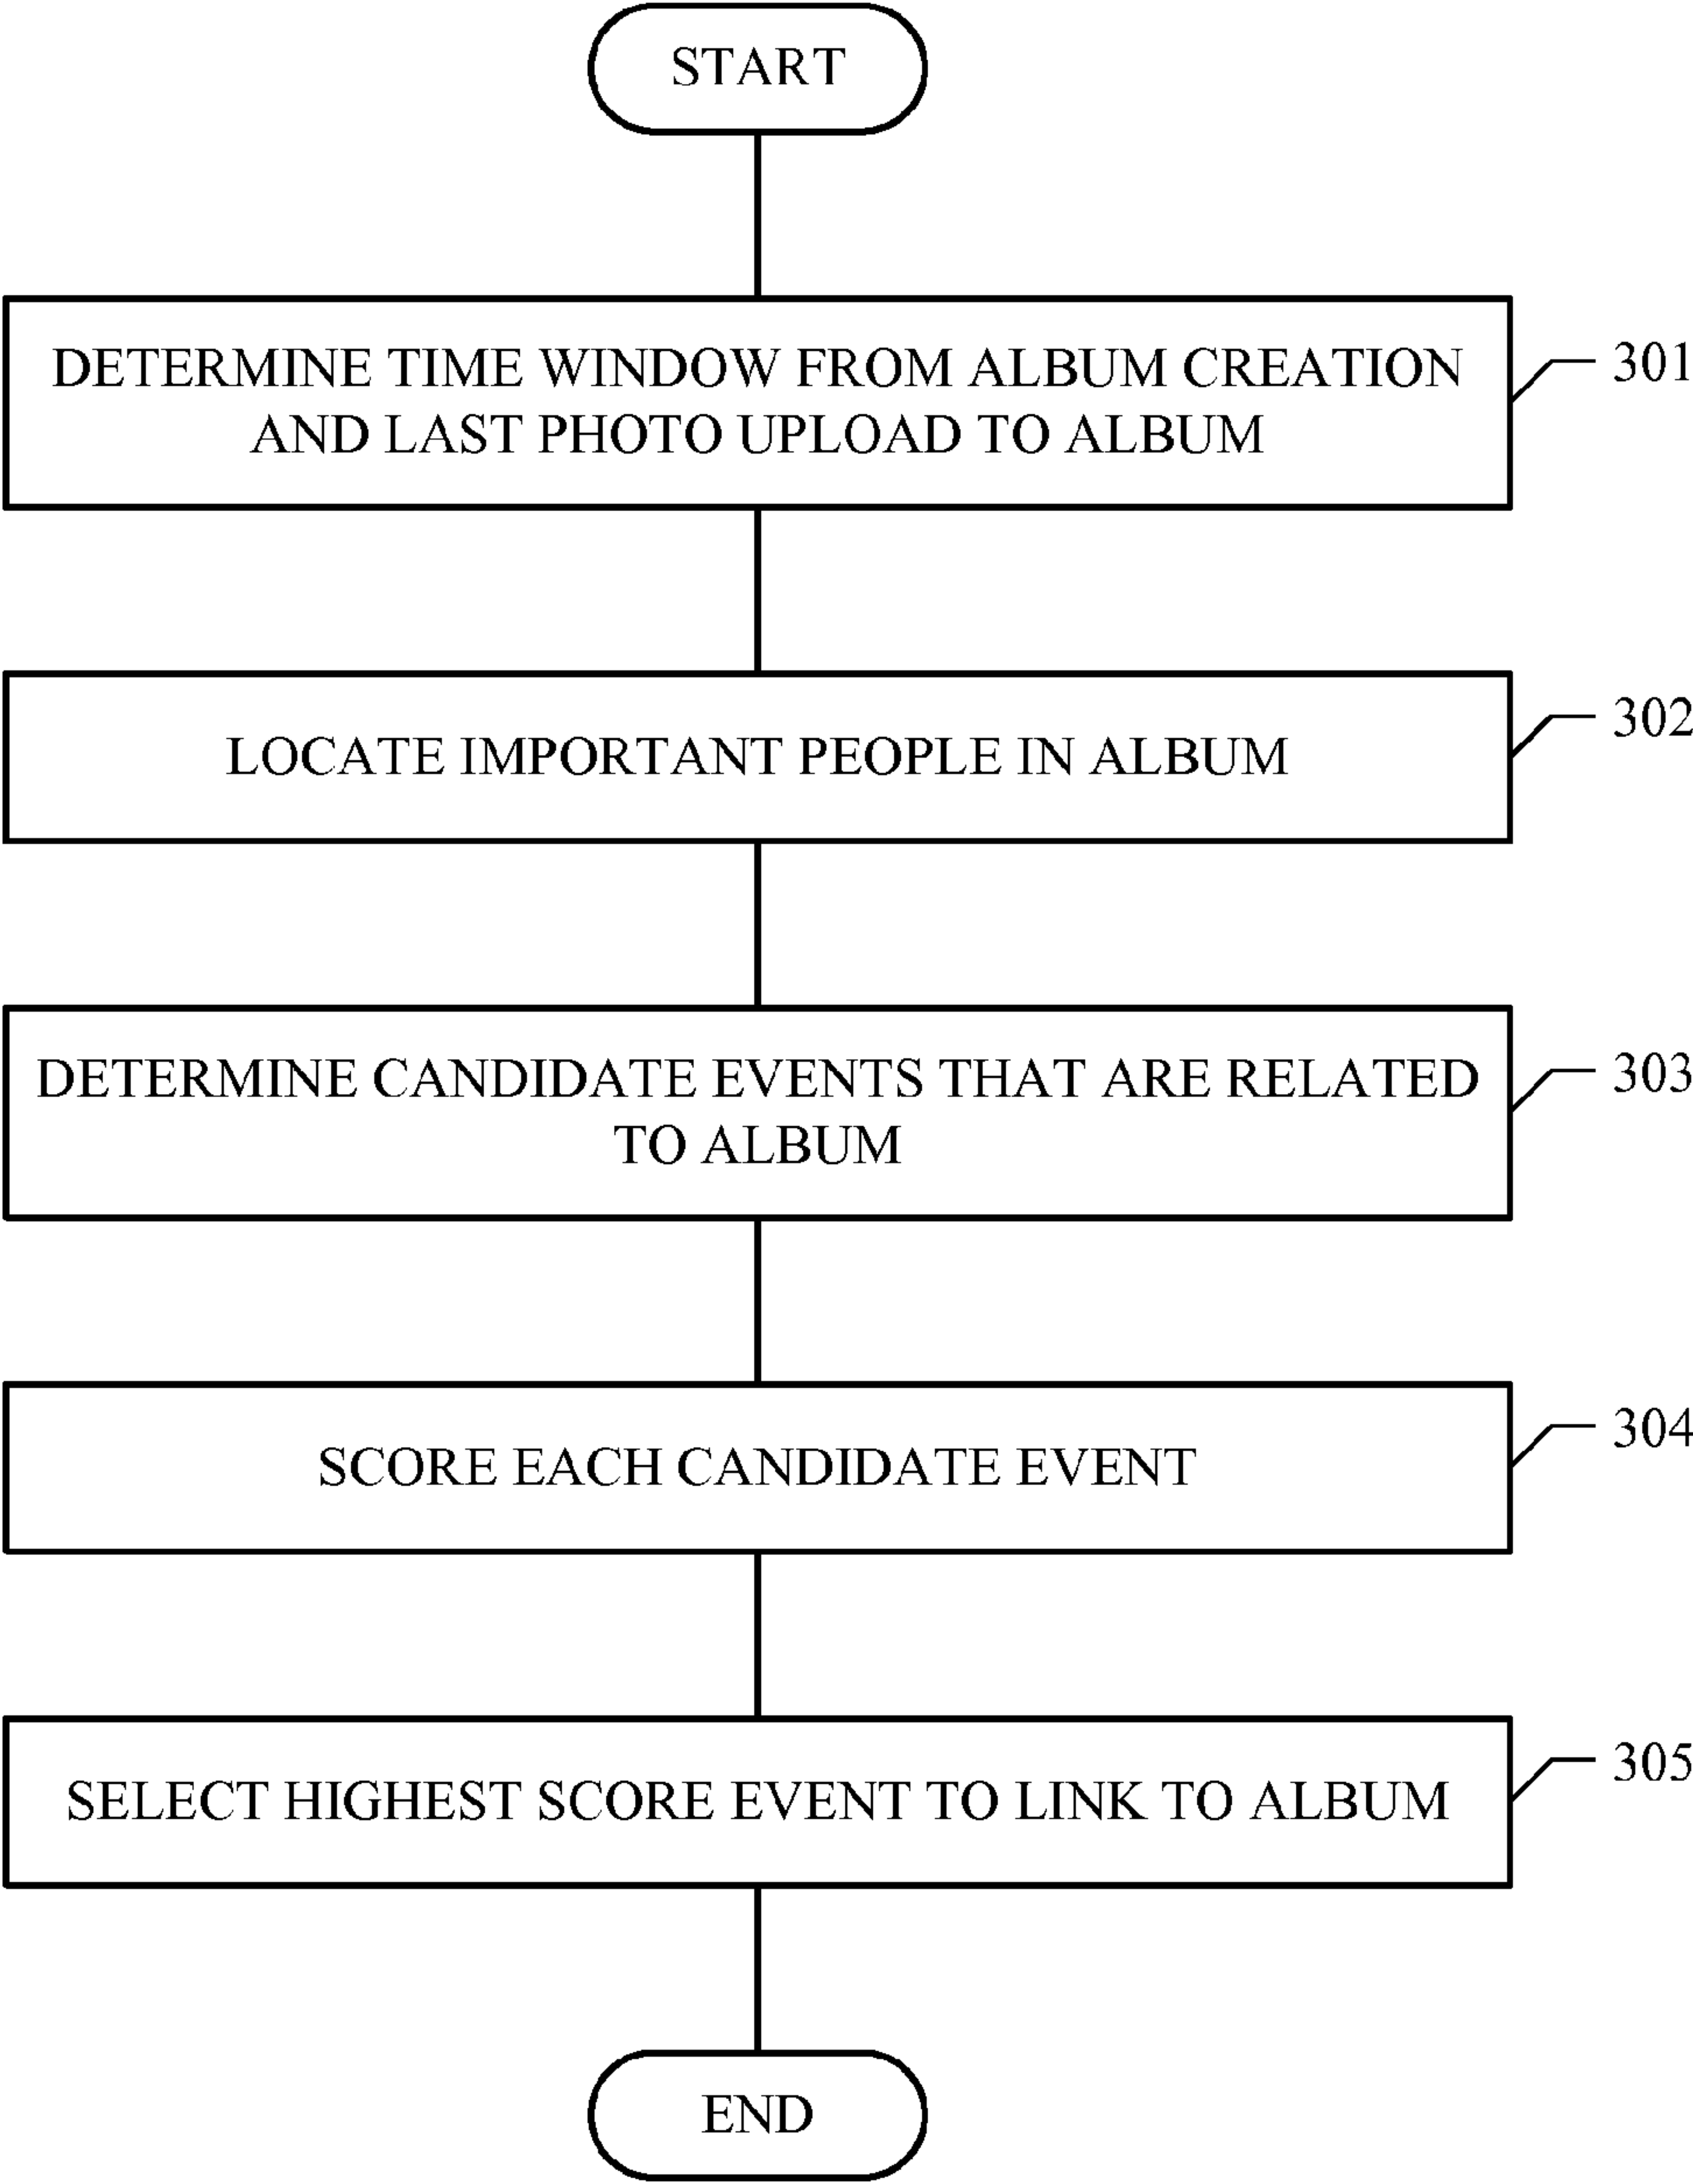 START
DETERMINE TIME WINDOW FROM ALBUM CREATION
AND LAST PHOTO UPLOAD TO ALBUM
301
LOCATE IMPORTANT PEOPLE IN ALBUM
302
DETERMINE CANDIDATE EVENTS THAT ARE RELATED
TO ALBUM
303
SCORE EACH CANDIDATE EVENT
304
SELECT HIGHEST SCORE EVENT TO LINK TO ALBUM
305
END